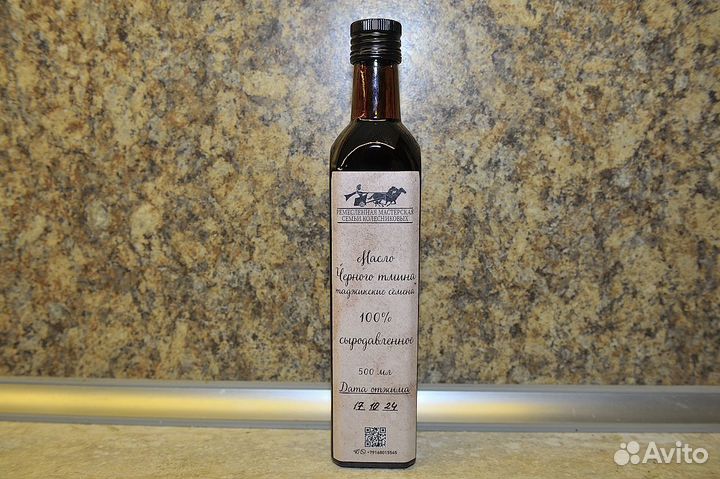 РЕМЕСЛЕННАЯ МАСТЕРСКАЯ
СЕМЬИ КОЛЕСНИКОВЫХ
Масло
"Черного тмина
таджикские семена"
100%
сыродавленное
500 мл
Дата отжима
17.10.24
+79168015565
Avito